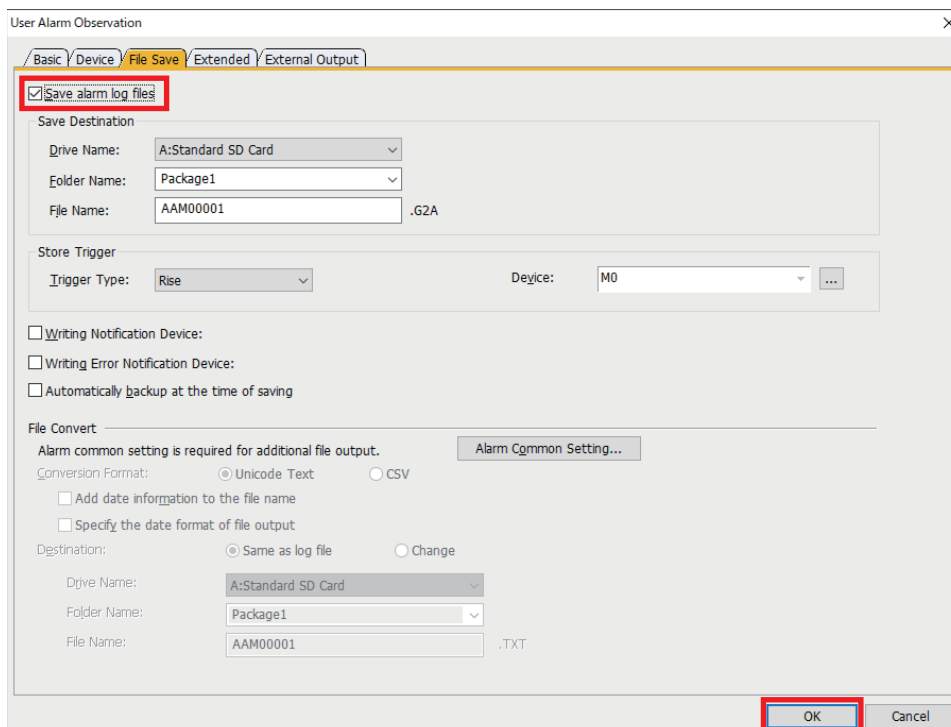 User Alarm Observation
Basic Device File Save Extended External Output
Save alarm log files
Save Destination
Drive Name: A:Standard SD Card
Folder Name: Package1
File Name: AAM00001 .G2A
Store Trigger
Trigger Type: Rise Device: M0 ...
Writing Notification Device:
Writing Error Notification Device:
Automatically backup at the time of saving
File Convert
Alarm common setting is required for additional file output. Alarm Common Setting...
Conversion Format: Unicode Text CSV
Add date information to the file name
Specify the date format of file output
Destination: Same as log file Change
Drive Name: A:Standard SD Card
Folder Name: Package1
File Name: AAM00001 .TXT
OK Cancel